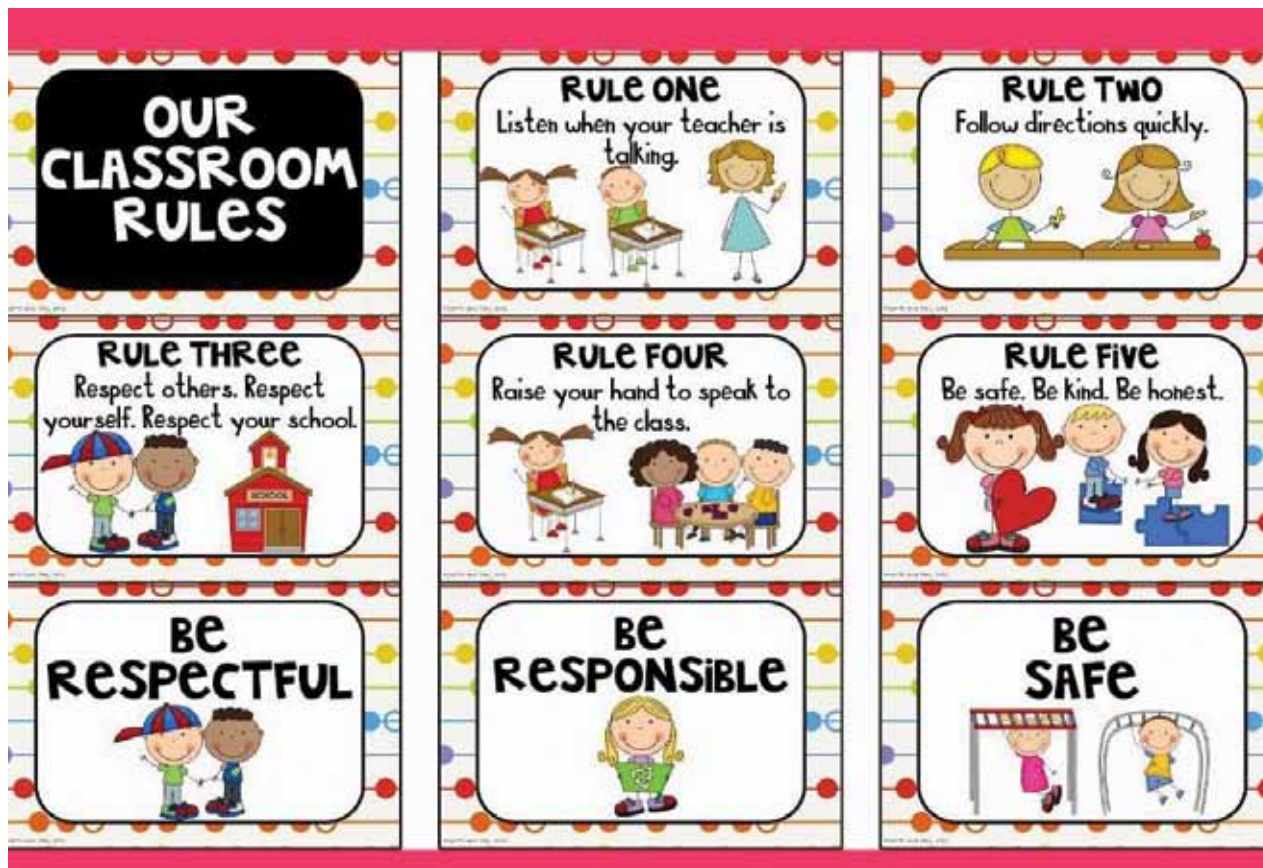 OUR
CLASSROOM
RULES
RULE ONE
Listen when your teacher is
talking.
RULE TWO
Follow directions quickly.
RULE THREE
Respect others. Respect
yourself. Respect your school.
SCHOOL
RULE FOUR
Raise your hand to speak to
the class.
RULE FIVE
Be safe. Be kind. Be honest.
BE
RESPECTFUL
BE
RESPONSIBLE
BE
SAFE